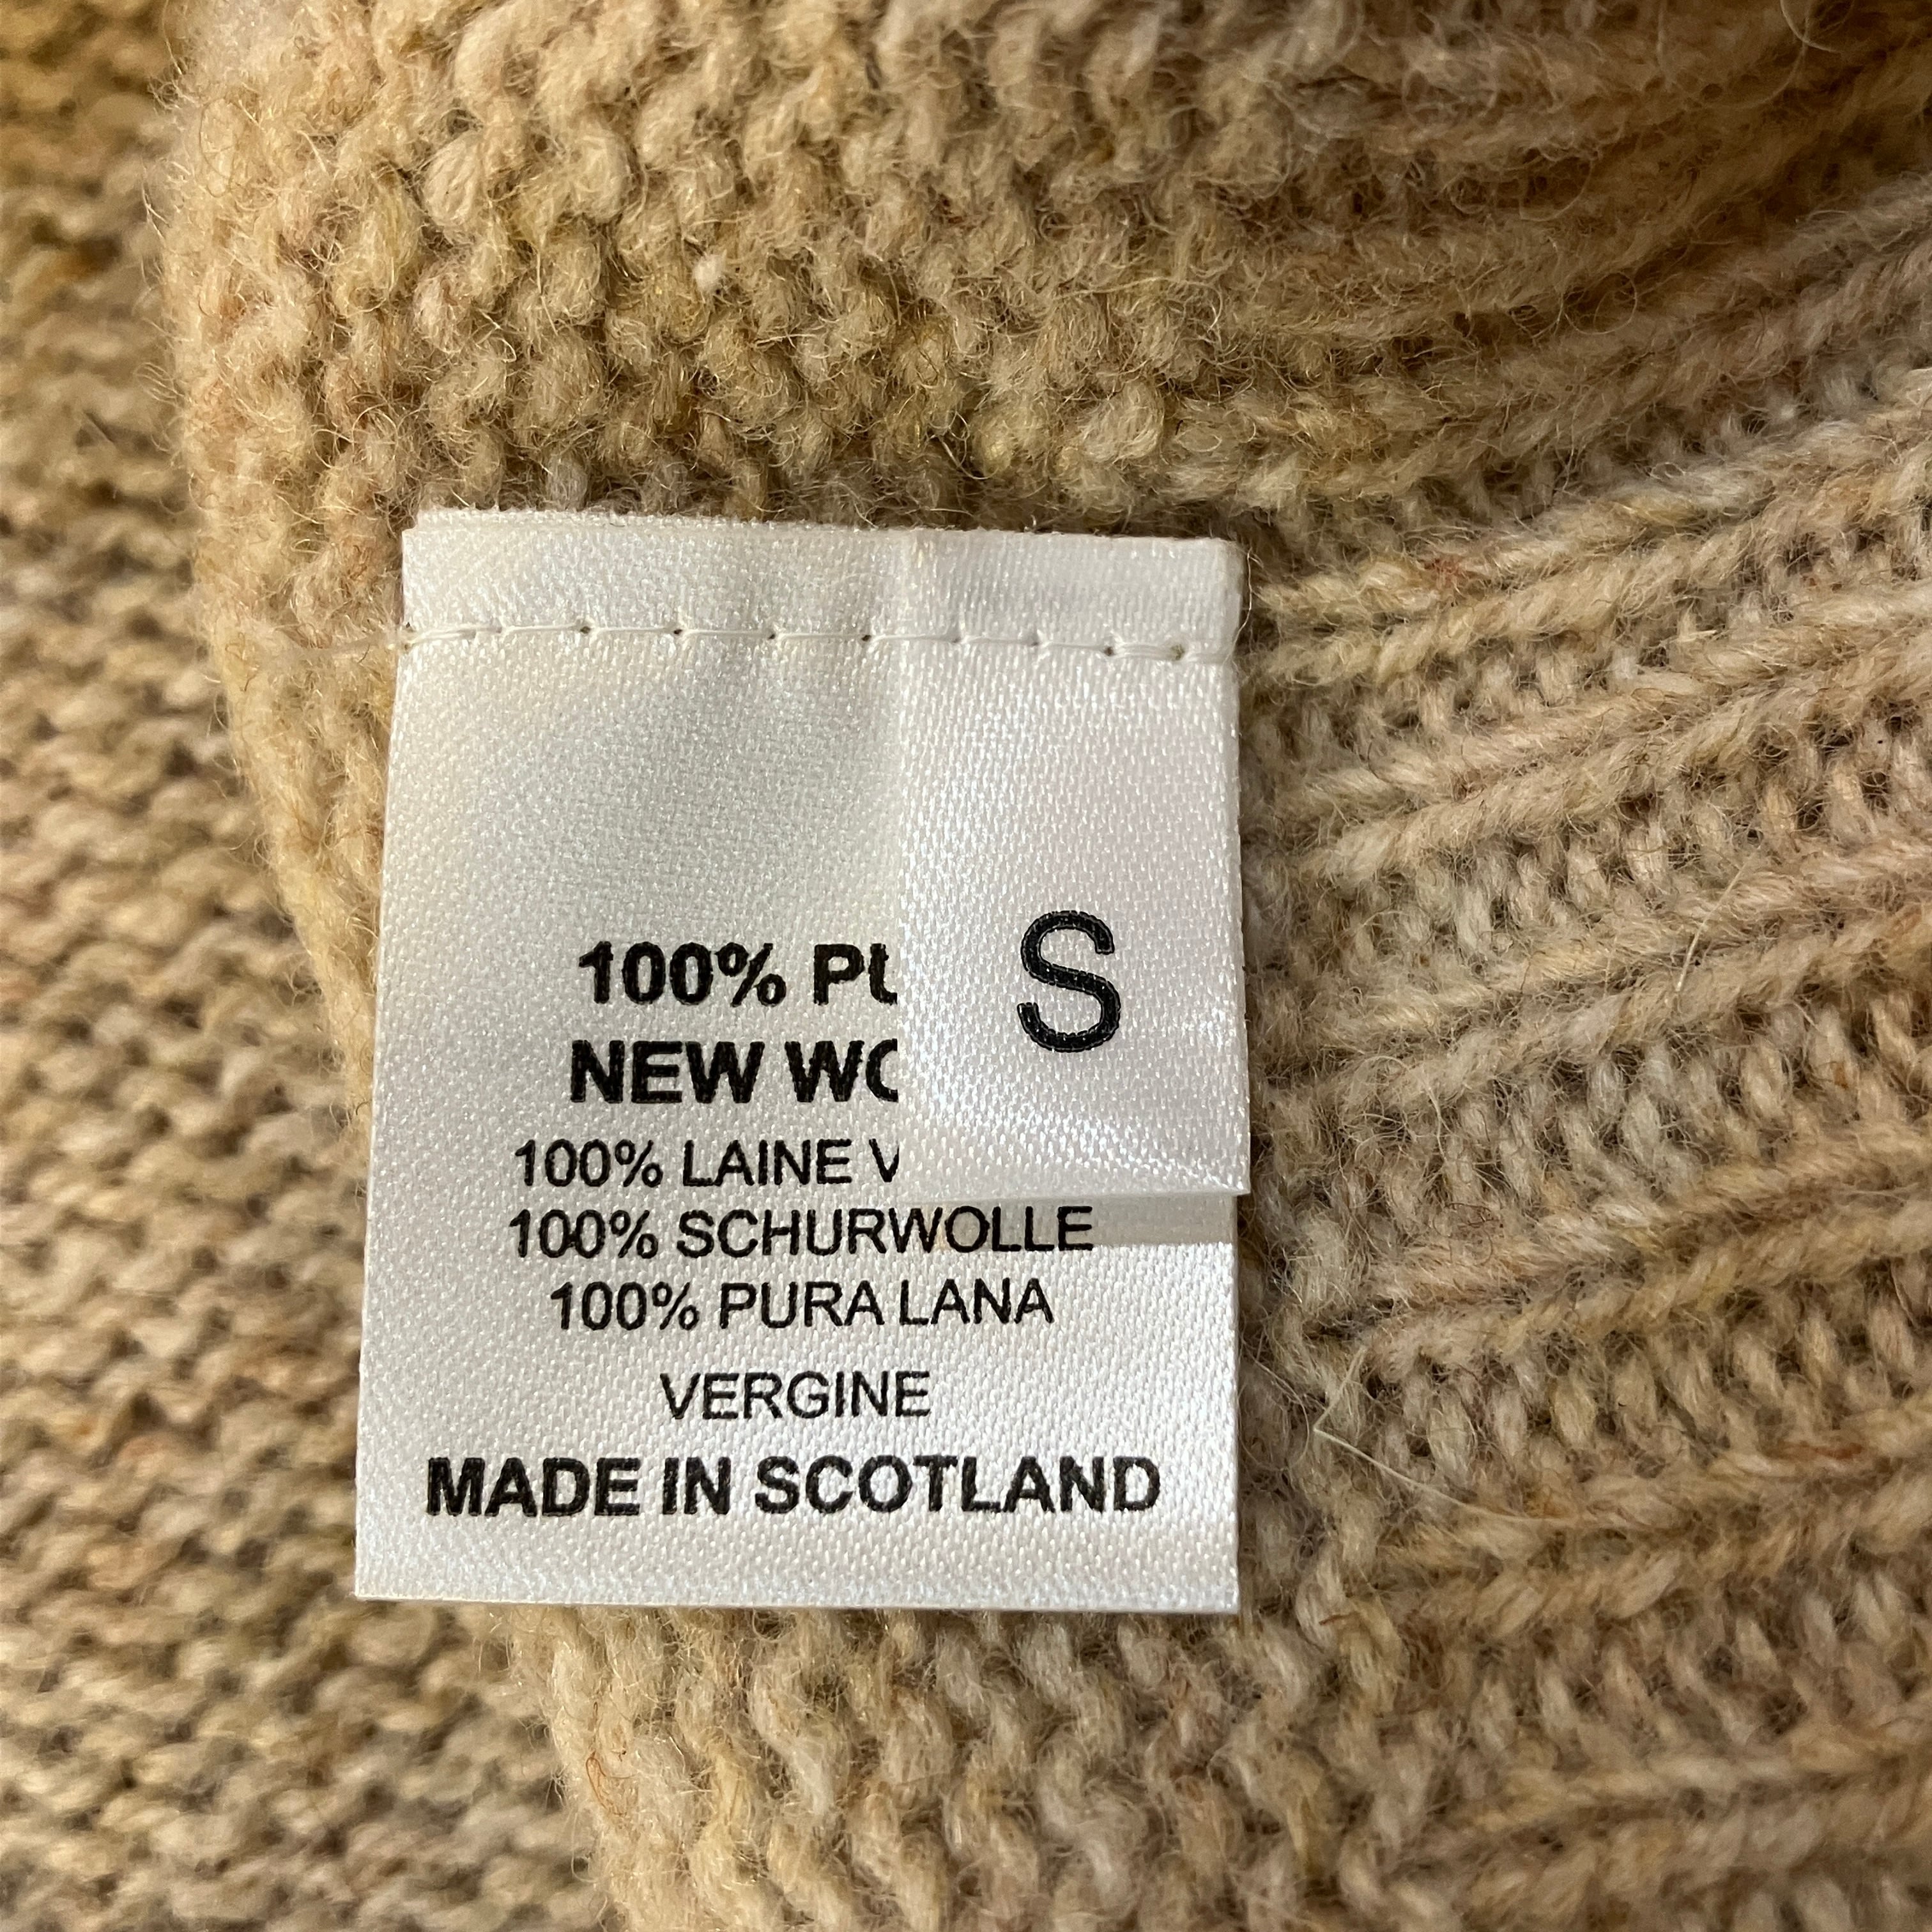 100% PU
NEW WO
100% LAINE V
100% SCHURWOLLE
100% PURA LANA
VERGINE
MADE IN SCOTLAND
S